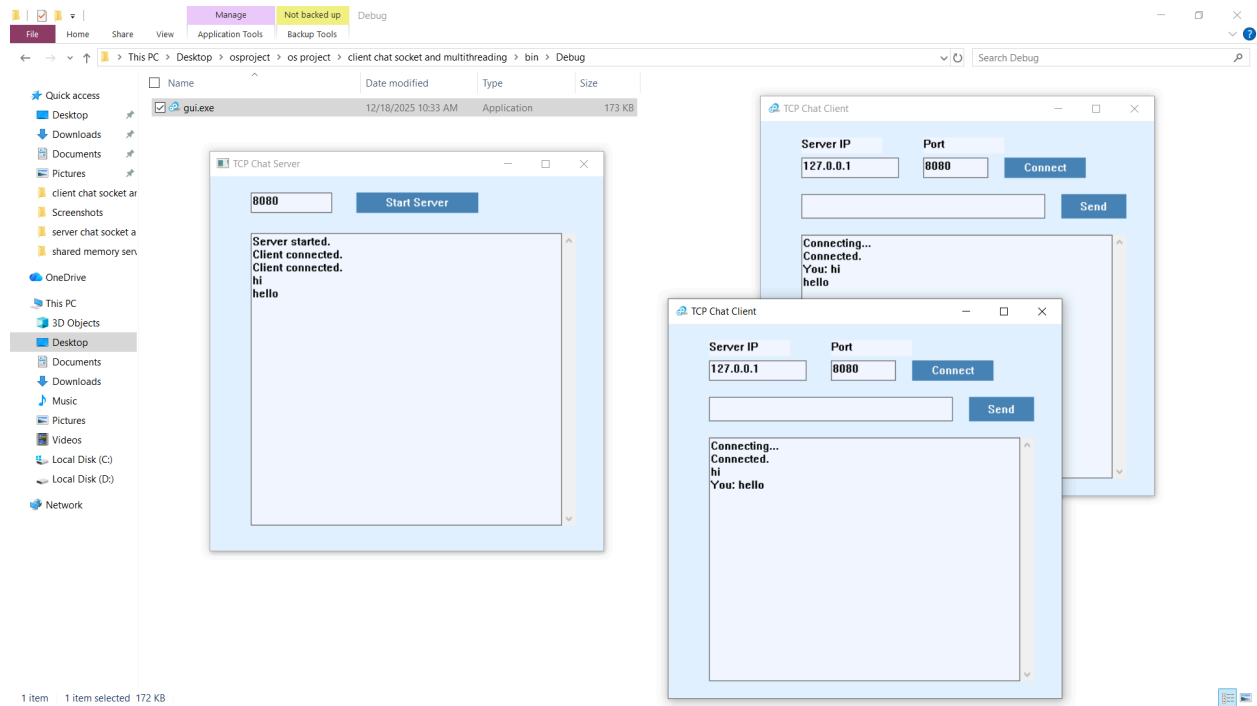 Manage Not backed up Debug
File Home Share View Application Tools Backup Tools
This PC > Desktop > osproject > os project > client chat socket and multithreading > bin > Debug
Search Debug
Quick access
Desktop
Downloads
Documents
Pictures
client chat socket ar
Screenshots
server chat socket a
shared memory serv
OneDrive
This PC
3D Objects
Desktop
Documents
Downloads
Music
Pictures
Videos
Local Disk (C:)
Local Disk (D:)
Network
Name Date modified Type Size
gui.exe 12/18/2025 10:33 AM Application 173 KB
TCP Chat Server
8080 Start Server
Server started.
Client connected.
Client connected.
hi
hello
TCP Chat Client
Server IP Port
127.0.0.1 8080 Connect
Send
Connecting...
Connected.
You: hi
hello
TCP Chat Client
Server IP Port
127.0.0.1 8080 Connect
Send
Connecting...
Connected.
hi
You: hello
1 item 1 item selected 172 KB